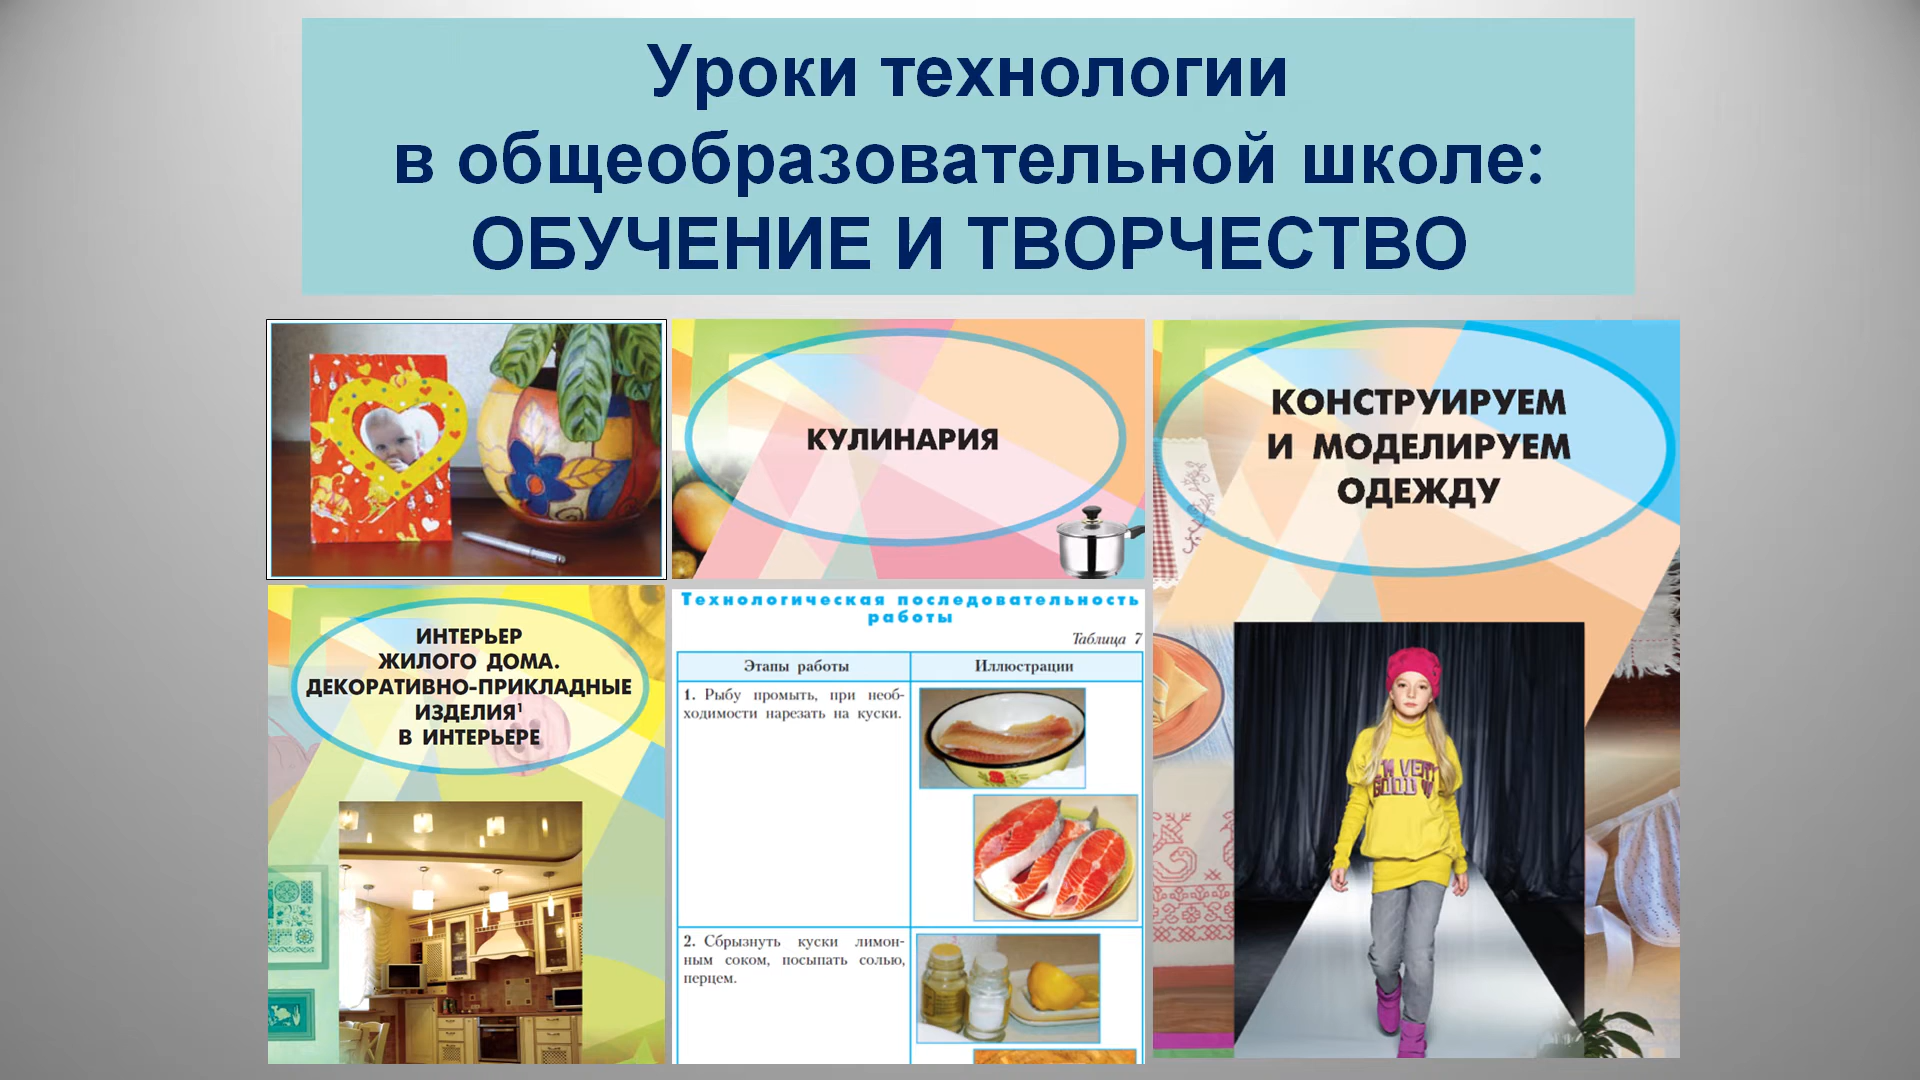 Уроки технологии
в общеобразовательной школе:
ОБУЧЕНИЕ И ТВОРЧЕСТВО
КУЛИНАРИЯ
КОНСТРУИРУЕМ
И МОДЕЛИРУЕМ
ОДЕЖДУ
ИНТЕРЬЕР
ЖИЛОГО ДОМА.
ДЕКОРАТИВНО-ПРИКЛАДНЫЕ
ИЗДЕЛИЯ¹
В ИНТЕРЬЕРЕ
Технологическая последовательность
работы
Таблица 7
Этапы работы
Иллюстрации
1. Рыбу промыть, при необ-
ходимости нарезать на куски.
2. Сбрызнуть куски лимон-
ным соком, посыпать солью,
перцем.
I'M VERY
GOOD